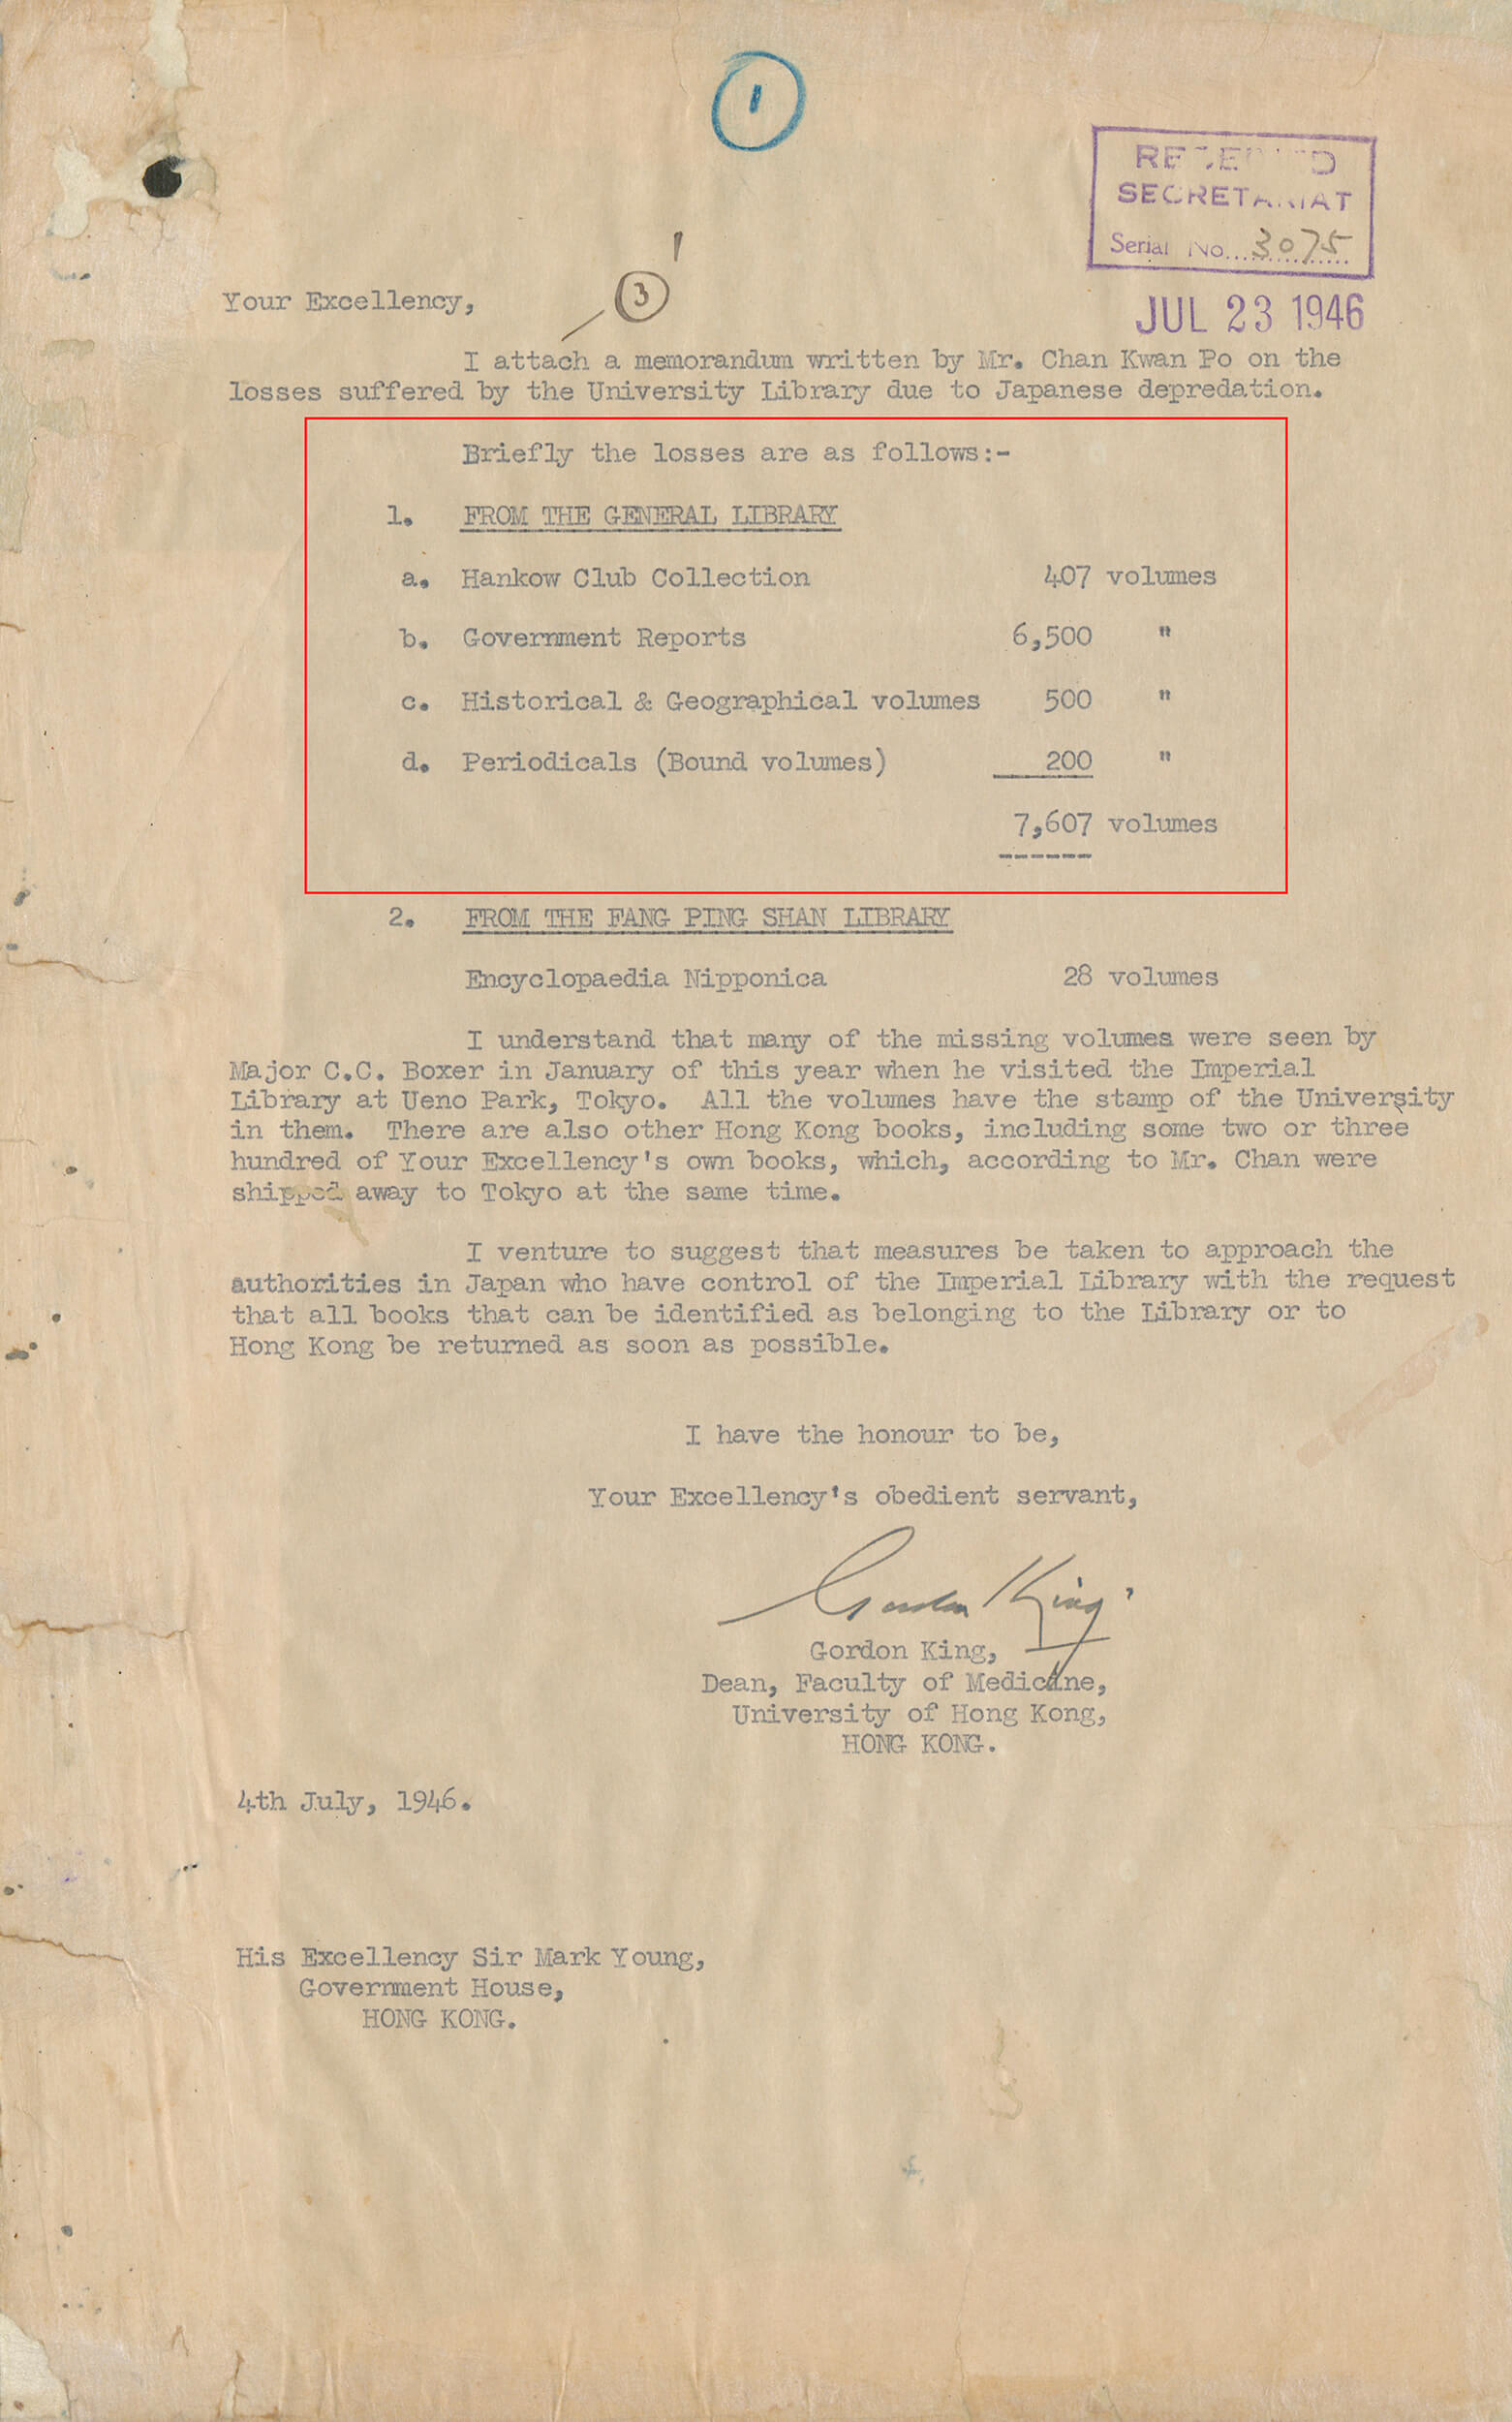 1
RECEIVED
SECRETARIAT
Serial No. 3075
JUL 23 1946
3
Your Excellency,
I attach a memorandum written by Mr. Chan Kwan Po on the
losses suffered by the University Library due to Japanese depredation.
Briefly the losses are as follows:-
1. FROM THE GENERAL LIBRARY
a. Hankow Club Collection 407 volumes
b. Government Reports 6,500 "
c. Historical & Geographical volumes 500 "
d. Periodicals (Bound volumes) 200 "
7,607 volumes
2. FROM THE FANG PING SHAN LIBRARY
Encyclopaedia Nipponica 28 volumes
I understand that many of the missing volumes were seen by
Major C.C. Boxer in January of this year when he visited the Imperial
Library at Ueno Park, Tokyo. All the volumes have the stamp of the University
in them. There are also other Hong Kong books, including some two or three
hundred of Your Excellency's own books, which, according to Mr. Chan were
shipped away to Tokyo at the same time.
I venture to suggest that measures be taken to approach the
authorities in Japan who have control of the Imperial Library with the request
that all books that can be identified as belonging to the Library or to
Hong Kong be returned as soon as possible.
I have the honour to be,
Your Excellency's obedient servant,
Gordon King
Gordon King,
Dean, Faculty of Medicine,
University of Hong Kong,
HONG KONG.
4th July, 1946.
His Excellency Sir Mark Young,
Government House,
HONG KONG.